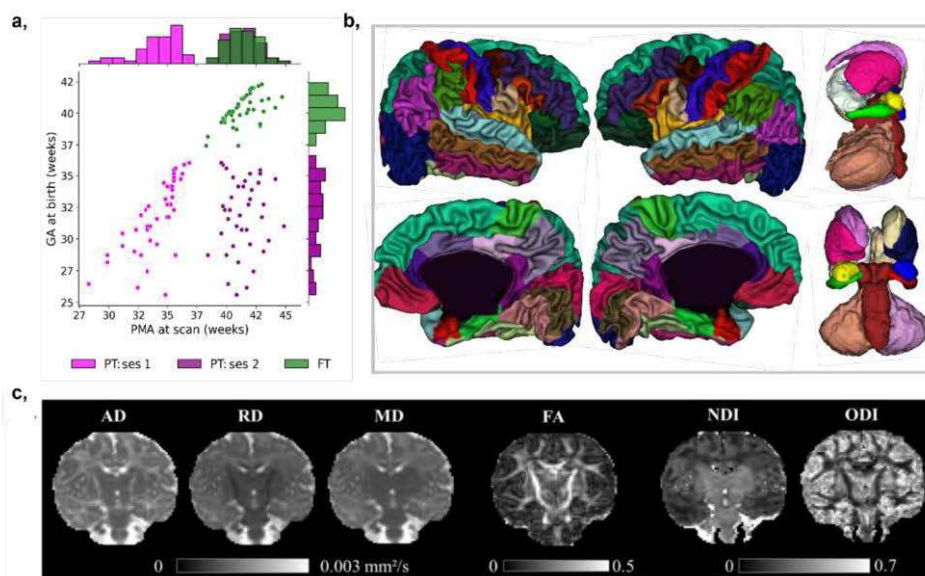 a,
GA at birth (weeks)
42
40
37
35
32
30
27
25
27 30 32 35 37 40 42 45
PMA at scan (weeks)
PT: ses 1 PT: ses 2 FT
b,
c,
AD RD MD FA NDI ODI
0 0.003 mm²/s 0 0.5 0 0.7